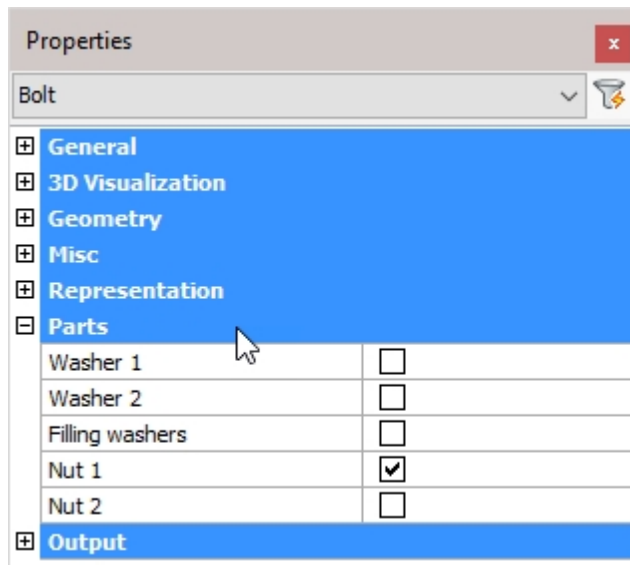 Properties
x
Bolt
General
3D Visualization
Geometry
Misc
Representation
Parts
Washer 1
Washer 2
Filling washers
Nut 1
Nut 2
Output